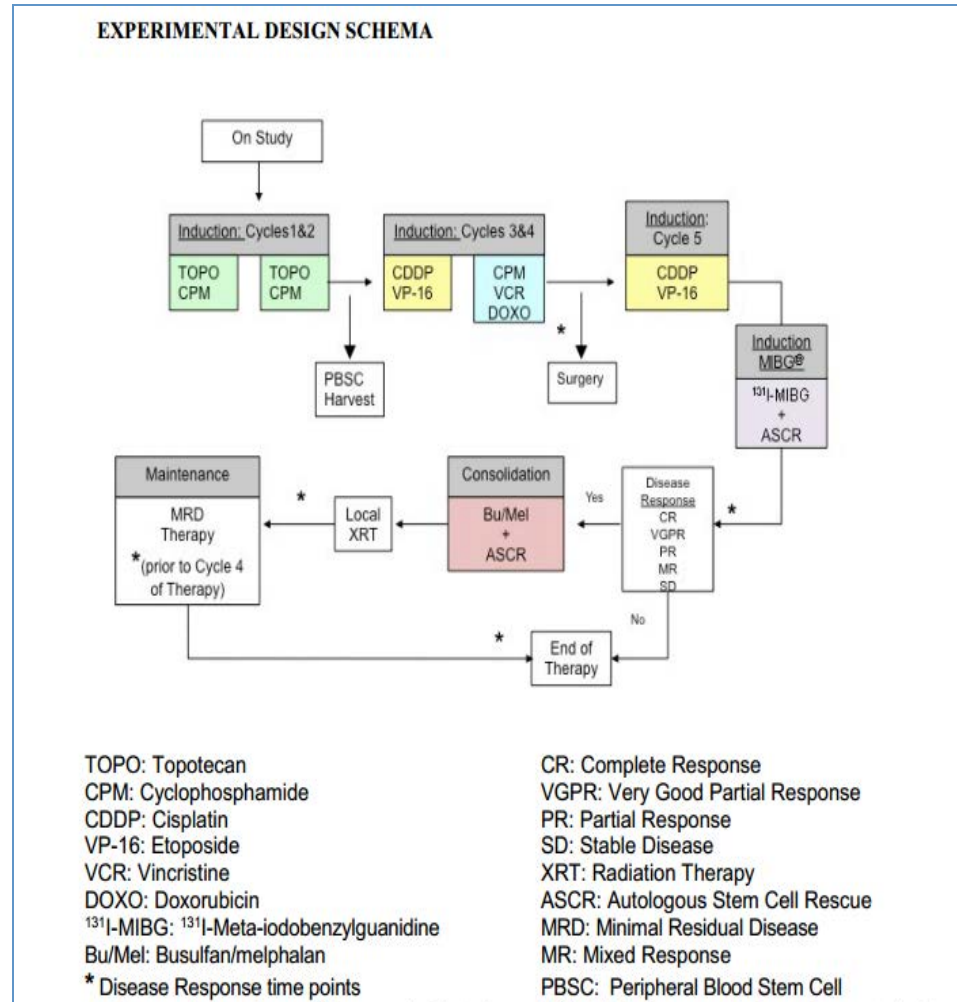 EXPERIMENTAL DESIGN SCHEMA
On Study
Induction: Cycles1&2
TOPO
CPM
TOPO
CPM
PBSC
Harvest
Induction: Cycles 3&4
CDDP
VP-16
CPM
VCR
DOXO
*
Surgery
Induction:
Cycle 5
CDDP
VP-16
Induction
MIBG@
131I-MIBG
+
ASCR
*
Disease
Response
CR
VGPR
PR
MR
SD
Yes
No
Consolidation
Bu/Mel
+
ASCR
Local
XRT
*
Maintenance
MRD
Therapy
*(prior to Cycle 4
of Therapy)
*
End of
Therapy
TOPO: Topotecan
CPM: Cyclophosphamide
CDDP: Cisplatin
VP-16: Etoposide
VCR: Vincristine
DOXO: Doxorubicin
131I-MIBG: 131I-Meta-iodobenzylguanidine
Bu/Mel: Busulfan/melphalan
* Disease Response time points
CR: Complete Response
VGPR: Very Good Partial Response
PR: Partial Response
SD: Stable Disease
XRT: Radiation Therapy
ASCR: Autologous Stem Cell Rescue
MRD: Minimal Residual Disease
MR: Mixed Response
PBSC: Peripheral Blood Stem Cell